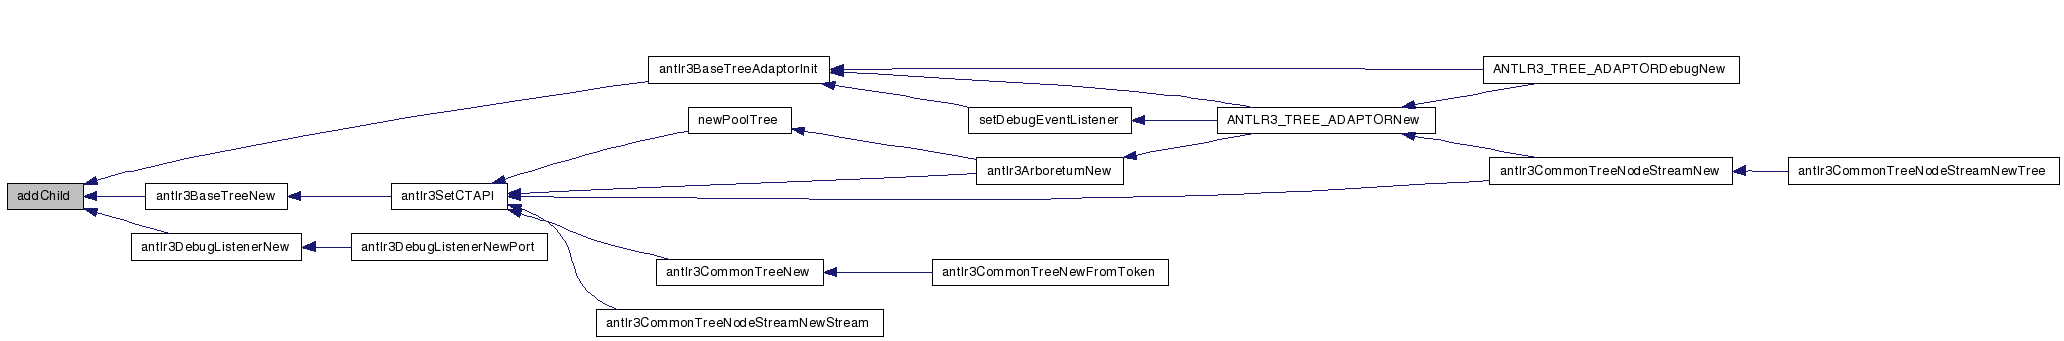 antlr3BaseTreeAdaptorInit
ANTLR3_TREE_ADAPTORDebugNew
newPoolTree
setDebugEventListener
ANTLR3_TREE_ADAPTORNew
antlr3ArboretumNew
antlr3CommonTreeNodeStreamNew
antlr3CommonTreeNodeStreamNewTree
addChild
antlr3BaseTreeNew
antlr3SetCTAPI
antlr3DebugListenerNew
antlr3DebugListenerNewPort
antlr3CommonTreeNew
antlr3CommonTreeNewFromToken
antlr3CommonTreeNodeStreamNewStream